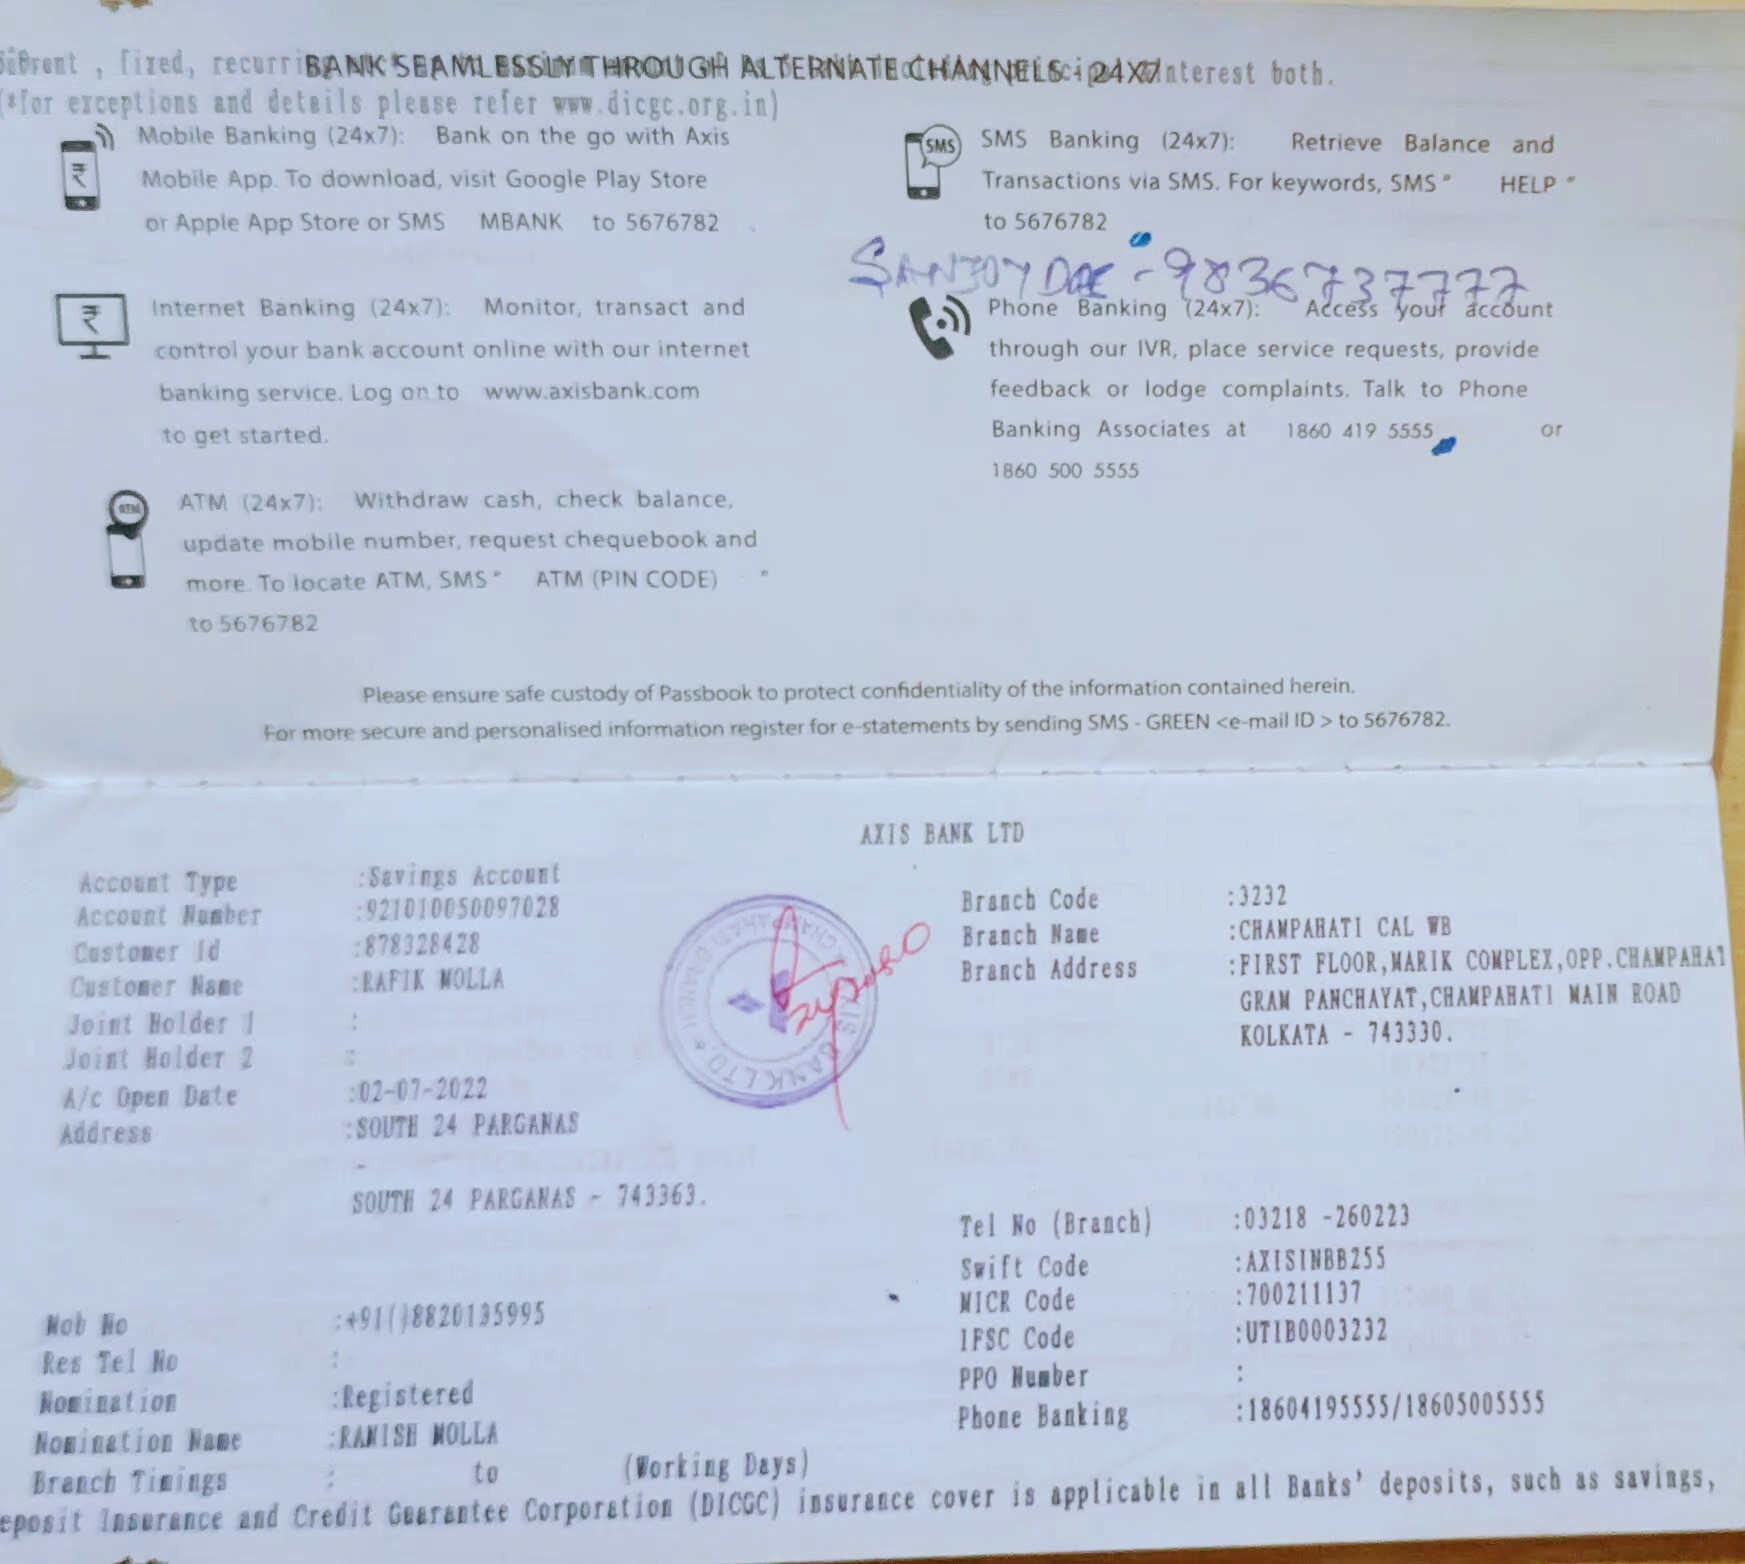 BANK SEAMLESSLY THROUGH ALTERNATE CHANNELS - 24X7
, fixed, interest both.
(*for exceptions and details please refer www.dicgc.org.in)
Mobile Banking (24x7): Bank on the go with Axis
Mobile App. To download, visit Google Play Store
or Apple App Store or SMS MBANK to 5676782
SMS
SMS Banking (24x7): Retrieve Balance and
Transactions via SMS. For keywords, SMS " HELP "
to 5676782
SANJOY - 9836737777
Internet Banking (24x7): Monitor, transact and
control your bank account online with our internet
banking service. Log on to www.axisbank.com
to get started.
Phone Banking (24x7): Access your account
through our IVR, place service requests, provide
feedback or lodge complaints. Talk to Phone
Banking Associates at 1860 419 5555 or
1860 500 5555
ATM
ATM (24x7): Withdraw cash, check balance,
update mobile number, request chequebook and
more. To locate ATM, SMS " ATM (PIN CODE) "
to 5676782
Please ensure safe custody of Passbook to protect confidentiality of the information contained herein.
For more secure and personalised information register for e-statements by sending SMS - GREEN <e-mail ID > to 5676782.
AXIS BANK LTD
Account Type :Savings Account
Account Number :921010050097028
Customer Id :878328428
Customer Name :RAFIK MOLLA
Joint Holder 1 :
Joint Holder 2 :
A/c Open Date :02-07-2022
Address :SOUTH 24 PARGANAS
-
SOUTH 24 PARGANAS - 743363.
Mob No :+91()8820135995
Res Tel No :
Nomination :Registered
Nomination Name :RAMISH MOLLA
Branch Timings : to (Working Days)
AXIS BANK LTD. ★ CHAMPAHATI BRANCH ★
Branch Code :3232
Branch Name :CHAMPAHATI CAL WB
Branch Address :FIRST FLOOR,MARIK COMPLEX,OPP.CHAMPAHAT
GRAM PANCHAYAT,CHAMPAHATI MAIN ROAD
KOLKATA - 743330.
Tel No (Branch) :03218 -260223
Swift Code :AXISINBB255
MICR Code :700211137
IFSC Code :UTIB0003232
PPO Number :
Phone Banking :18604195555/18605005555
eposit Insurance and Credit Guarantee Corporation (DICGC) insurance cover is applicable in all Banks' deposits, such as savings,